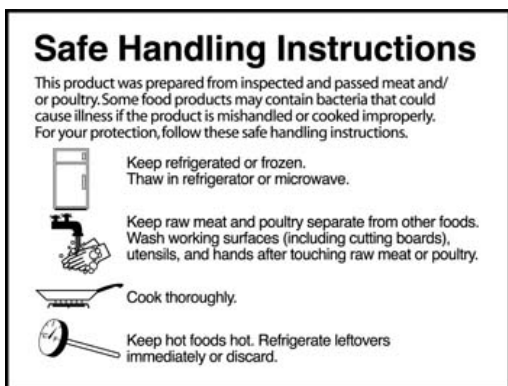 Safe Handling Instructions
This product was prepared from inspected and passed meat and/
or poultry. Some food products may contain bacteria that could
cause illness if the product is mishandled or cooked improperly.
For your protection, follow these safe handling instructions.
Keep refrigerated or frozen.
Thaw in refrigerator or microwave.
Keep raw meat and poultry separate from other foods.
Wash working surfaces (including cutting boards),
utensils, and hands after touching raw meat or poultry.
Cook thoroughly.
Keep hot foods hot. Refrigerate leftovers
immediately or discard.